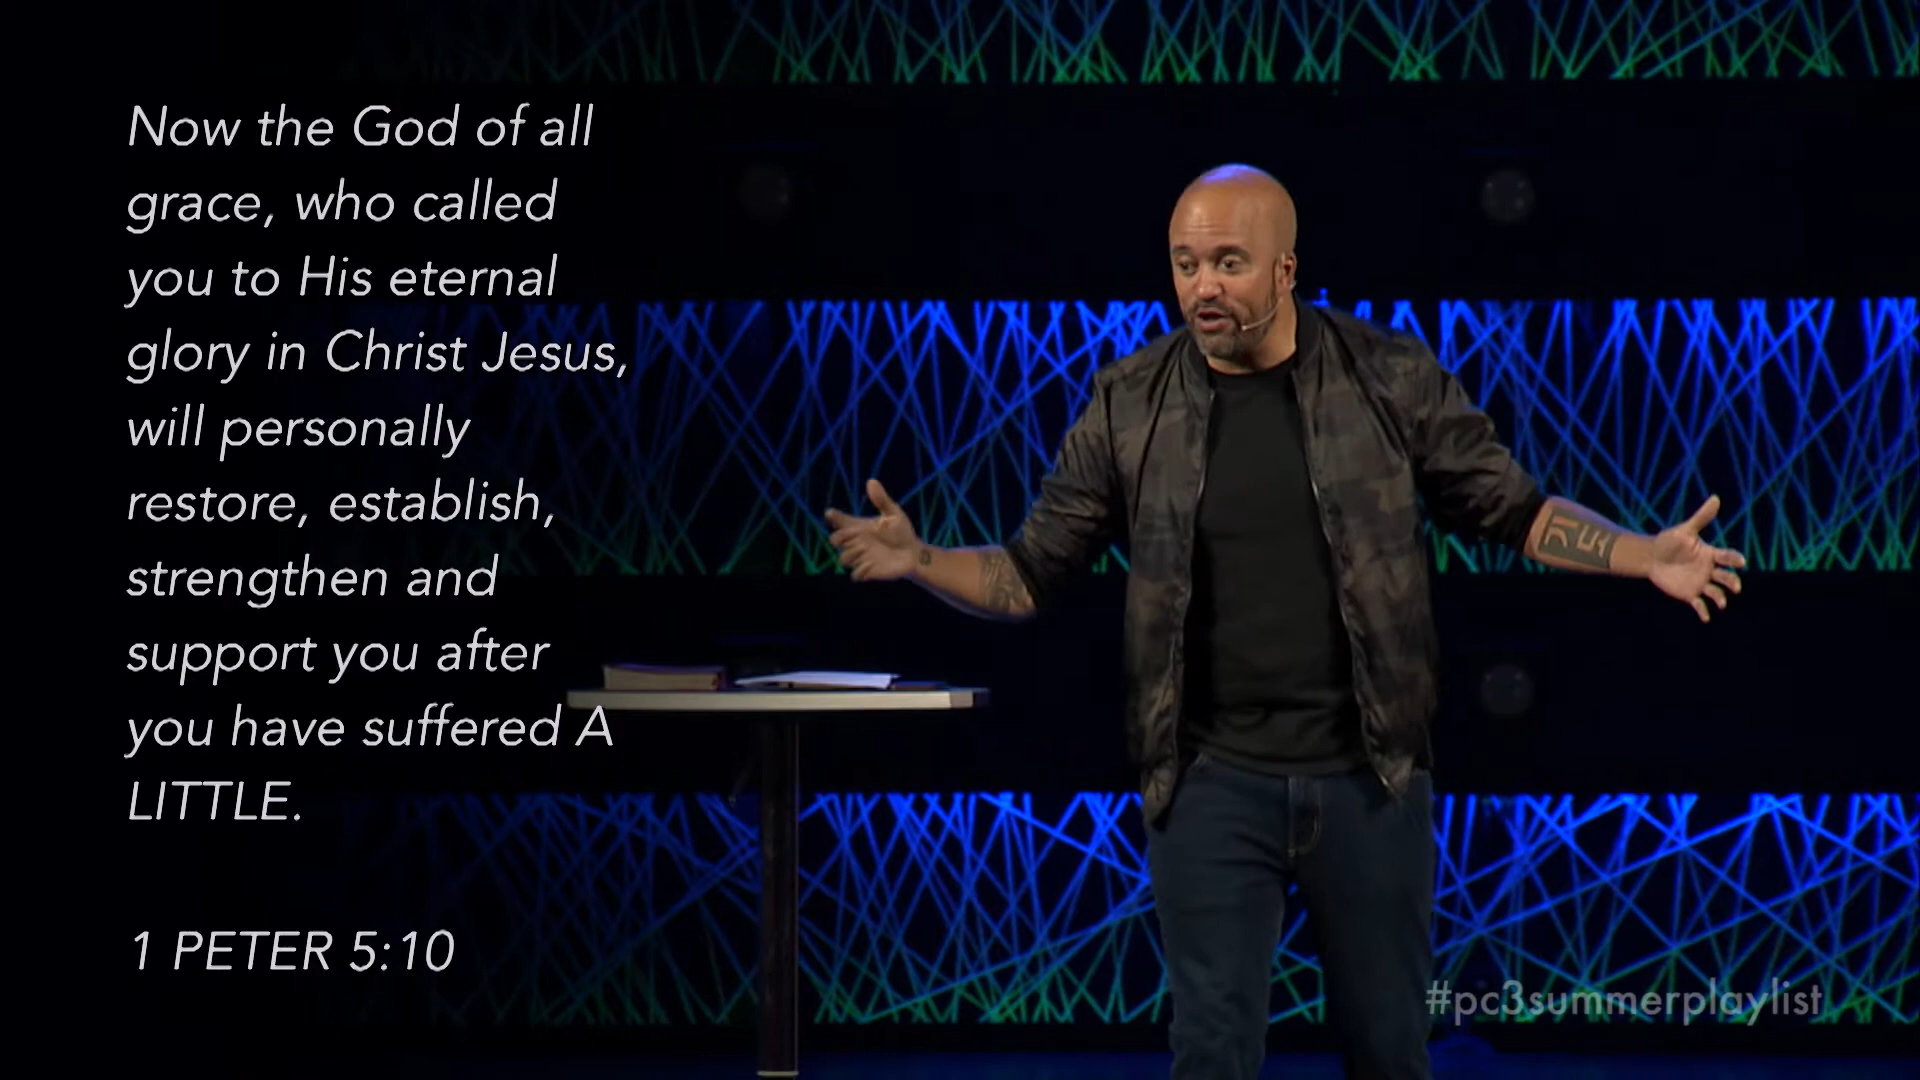 Now the God of all
grace, who called
you to His eternal
glory in Christ Jesus,
will personally
restore, establish,
strengthen and
support you after
you have suffered A
LITTLE.
1 PETER 5:10
#pc3summerplaylist